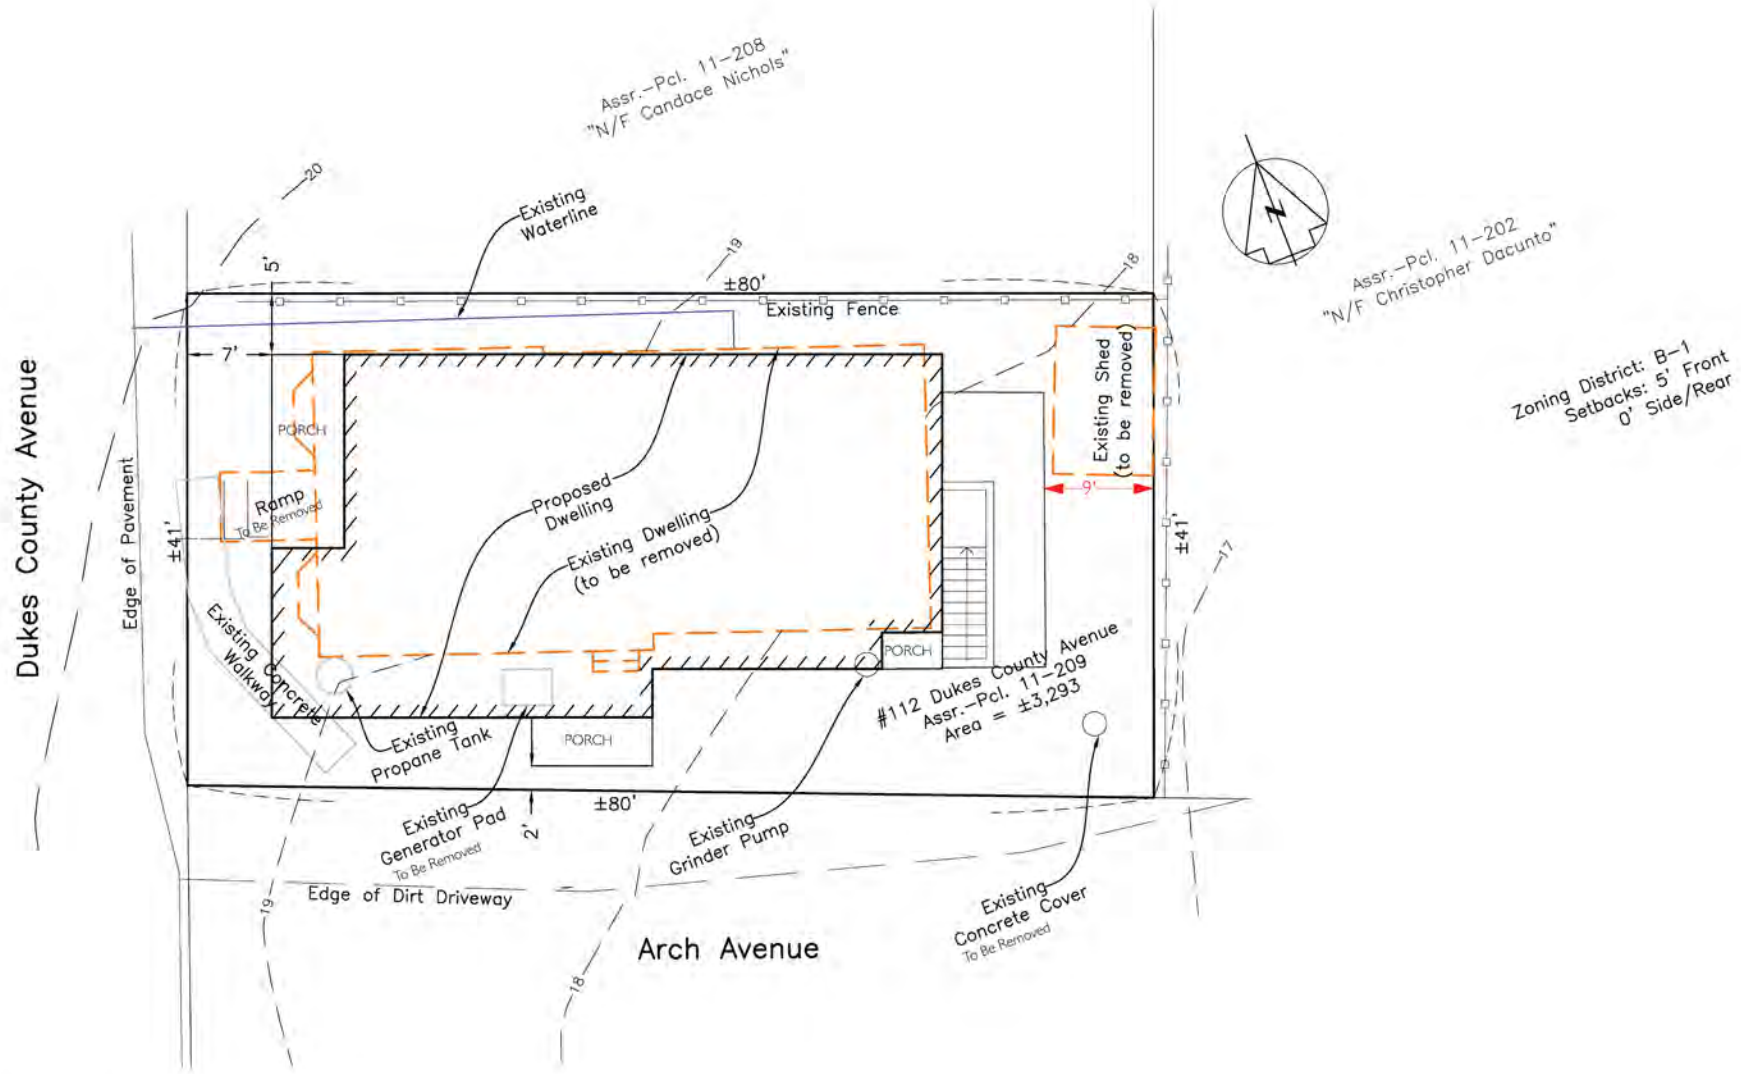 Assr.-Pcl. 11-208
"N/F Candace Nichols"
20
Existing
Waterline
19
18
5'
±80'
Existing Fence
N
Assr.-Pcl. 11-202
"N/F Christopher Dacunto"
Zoning District: B-1
Setbacks: 5' Front
0' Side/Rear
7'
Dukes County Avenue
Edge of Pavement
±41'
PORCH
Ramp
To Be Removed
Proposed
Dwelling
Existing Dwelling
(to be removed)
Existing Shed
(to be removed)
9'
±41'
17
Existing Concrete
Walkway
PORCH
#112 Dukes County Avenue
Assr.-Pcl. 11-209
Area = ±3,293
Existing
Propane Tank
PORCH
Existing
Generator Pad
To Be Removed
2'
±80'
Existing
Grinder Pump
Existing
Concrete Cover
To Be Removed
Edge of Dirt Driveway
19
18
Arch Avenue